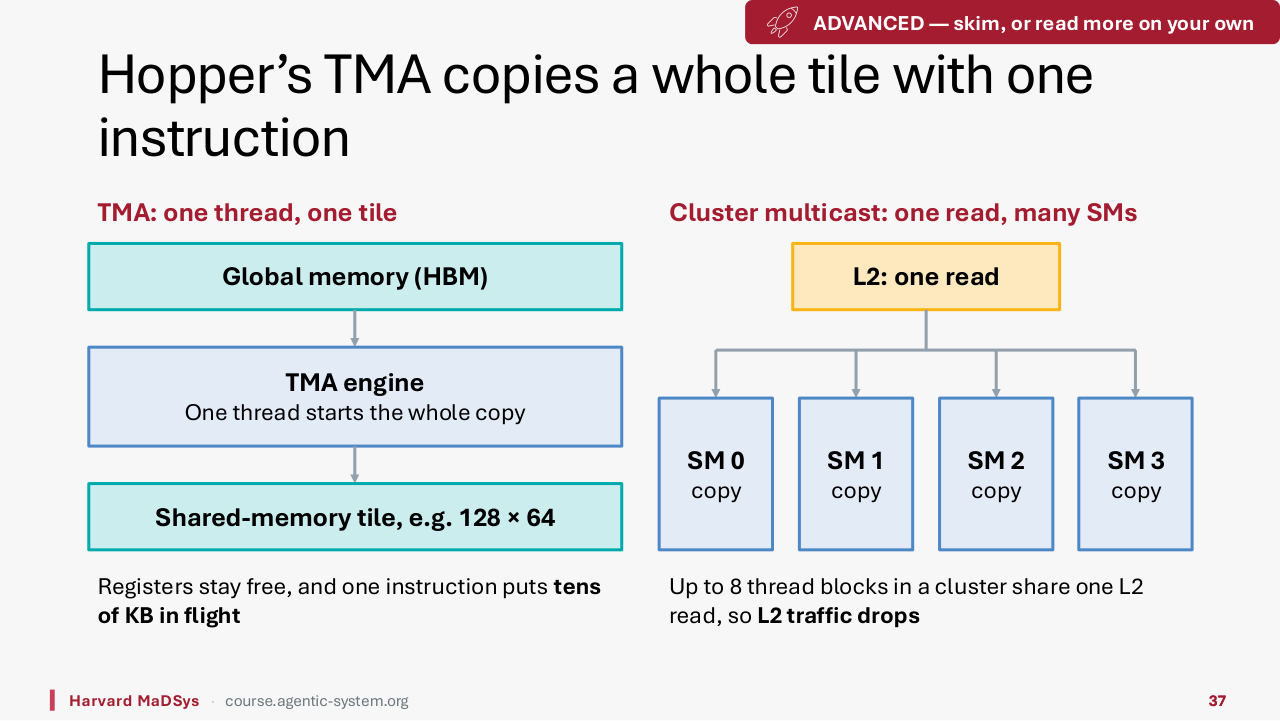 ADVANCED — skim, or read more on your own
Hopper’s TMA copies a whole tile with one
instruction
TMA: one thread, one tile
Global memory (HBM)
TMA engine
One thread starts the whole copy
Shared-memory tile, e.g. 128 × 64
Registers stay free, and one instruction puts tens
of KB in flight
Cluster multicast: one read, many SMs
L2: one read
SM 0
copy
SM 1
copy
SM 2
copy
SM 3
copy
Up to 8 thread blocks in a cluster share one L2
read, so L2 traffic drops
Harvard MaDSys · course.agentic-system.org
37